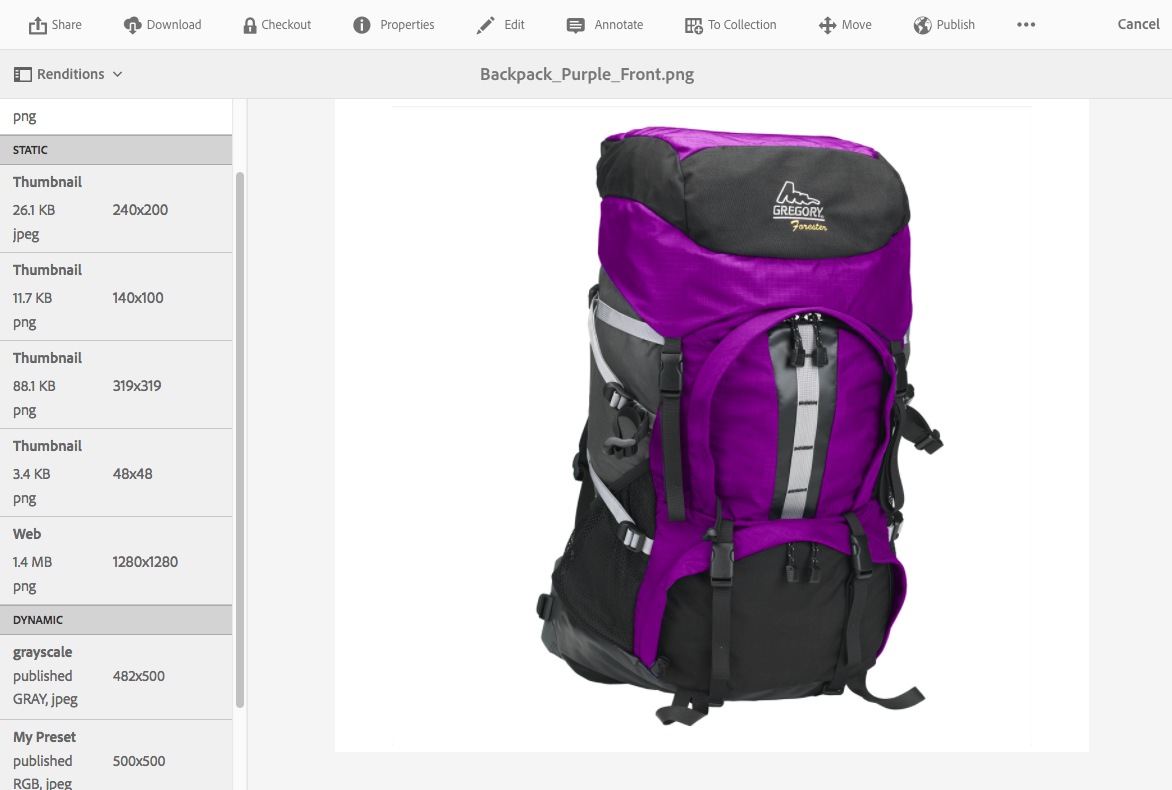 Share Download Checkout Properties Edit Annotate To Collection Move Publish ••• Cancel
Renditions Backpack_Purple_Front.png
png
STATIC
Thumbnail
26.1 KB 240x200
jpeg
Thumbnail
11.7 KB 140x100
png
Thumbnail
88.1 KB 319x319
png
Thumbnail
3.4 KB 48x48
png
Web
1.4 MB 1280x1280
png
DYNAMIC
grayscale
published 482x500
GRAY, jpeg
My Preset
published 500x500
RGB, jpeg
GREGORY
Forester